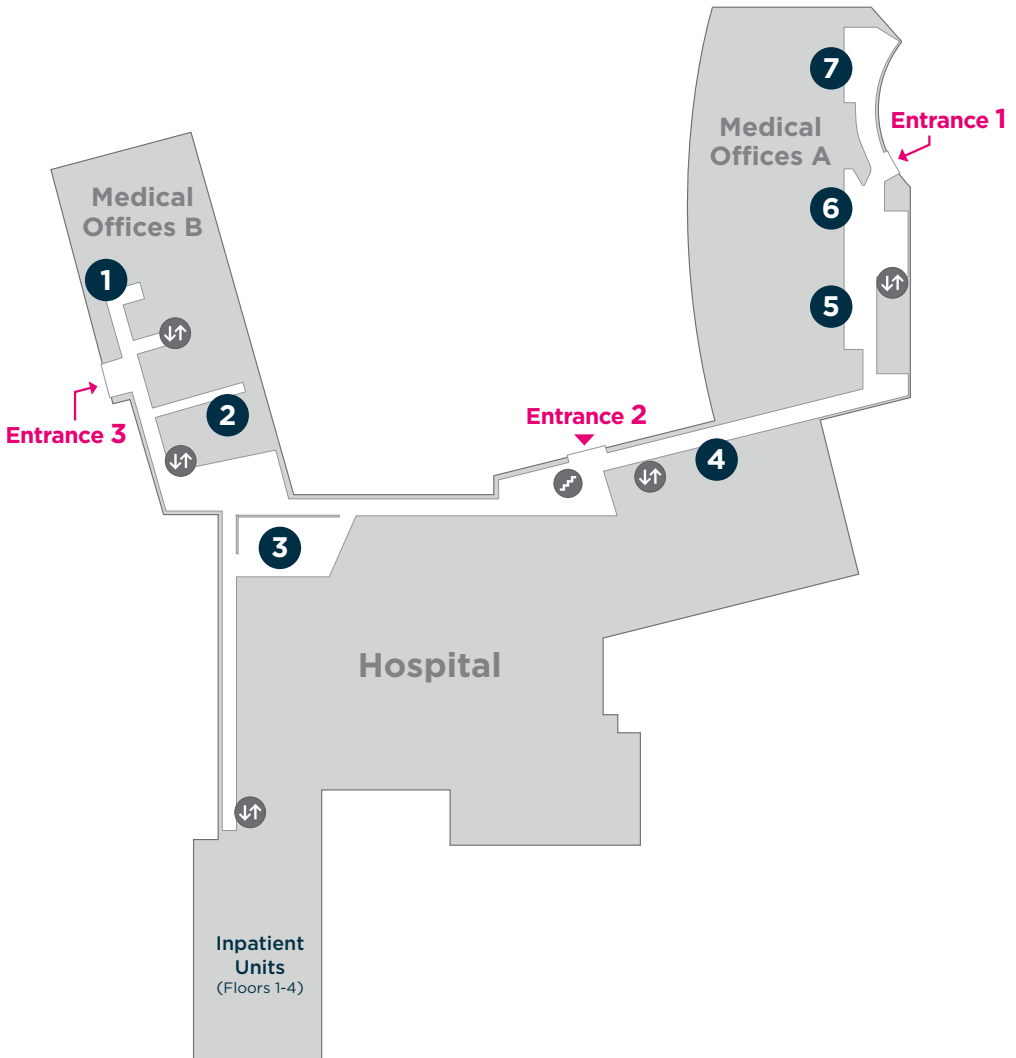 7
Entrance 1
Medical
Offices A
Medical
Offices B
6
1
5
2
Entrance 2
Entrance 3
4
3
Hospital
Inpatient
Units
(Floors 1-4)